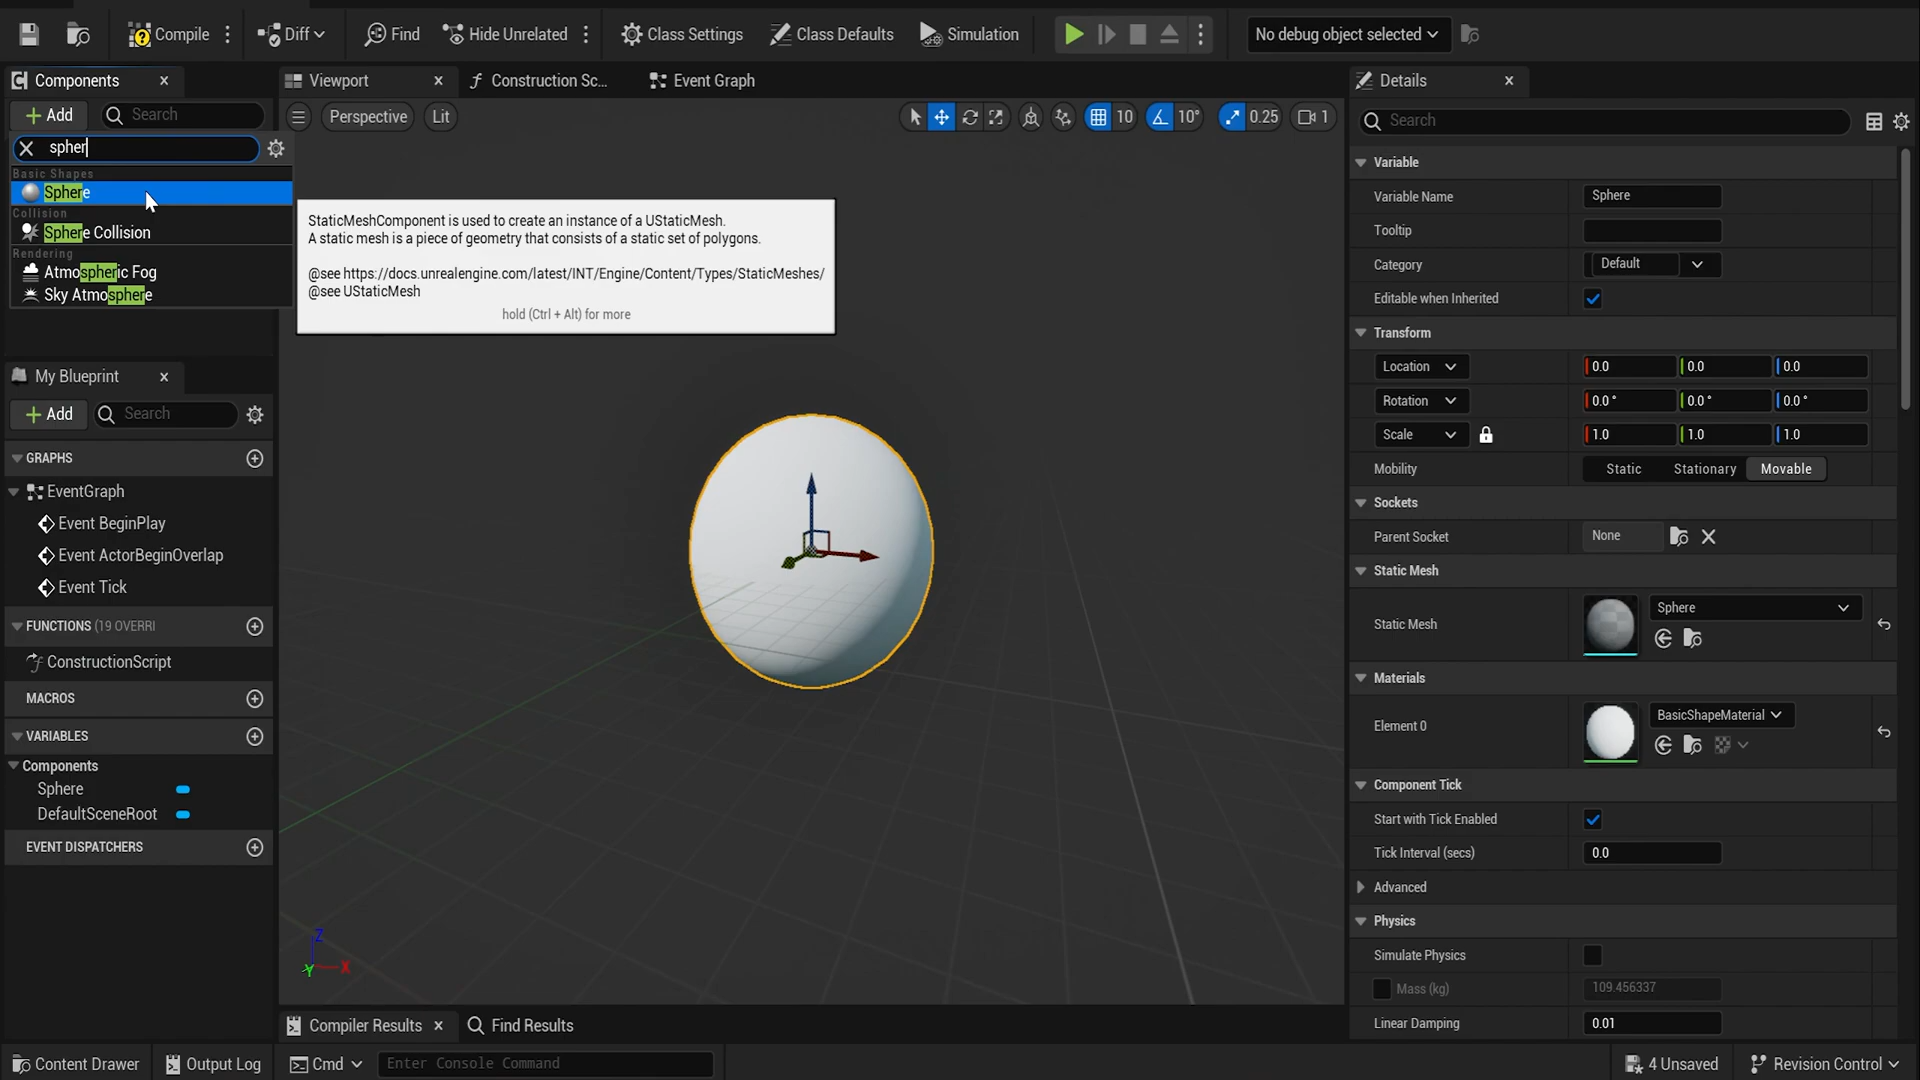 Compile
Diff
Find
Hide Unrelated
Class Settings
Class Defaults
Simulation
No debug object selected
Components
Viewport
Construction Sc...
Event Graph
Details
Add
Search
Perspective
Lit
10
10°
0.25
1
Search
spher
Basic Shapes
Sphere
Collision
Sphere Collision
Rendering
Atmospheric Fog
Sky Atmosphere
StaticMeshComponent is used to create an instance of a UStaticMesh.
A static mesh is a piece of geometry that consists of a static set of polygons.
@see https://docs.unrealengine.com/latest/INT/Engine/Content/Types/StaticMeshes/
@see UStaticMesh
hold (Ctrl + Alt) for more
My Blueprint
Add
Search
GRAPHS
EventGraph
Event BeginPlay
Event ActorBeginOverlap
Event Tick
FUNCTIONS (19 OVERRI
ConstructionScript
MACROS
VARIABLES
Components
Sphere
DefaultSceneRoot
EVENT DISPATCHERS
Z
Y
X
Variable
Variable Name
Sphere
Tooltip
Category
Default
Editable when Inherited
Transform
Location
0.0
0.0
0.0
Rotation
0.0 °
0.0 °
0.0 °
Scale
1.0
1.0
1.0
Mobility
Static
Stationary
Movable
Sockets
Parent Socket
None
Static Mesh
Static Mesh
Sphere
Materials
Element 0
BasicShapeMaterial
Component Tick
Start with Tick Enabled
Tick Interval (secs)
0.0
Advanced
Physics
Simulate Physics
Mass (kg)
109.456337
Linear Damping
0.01
Compiler Results
Find Results
Content Drawer
Output Log
Cmd
Enter Console Command
4 Unsaved
Revision Control